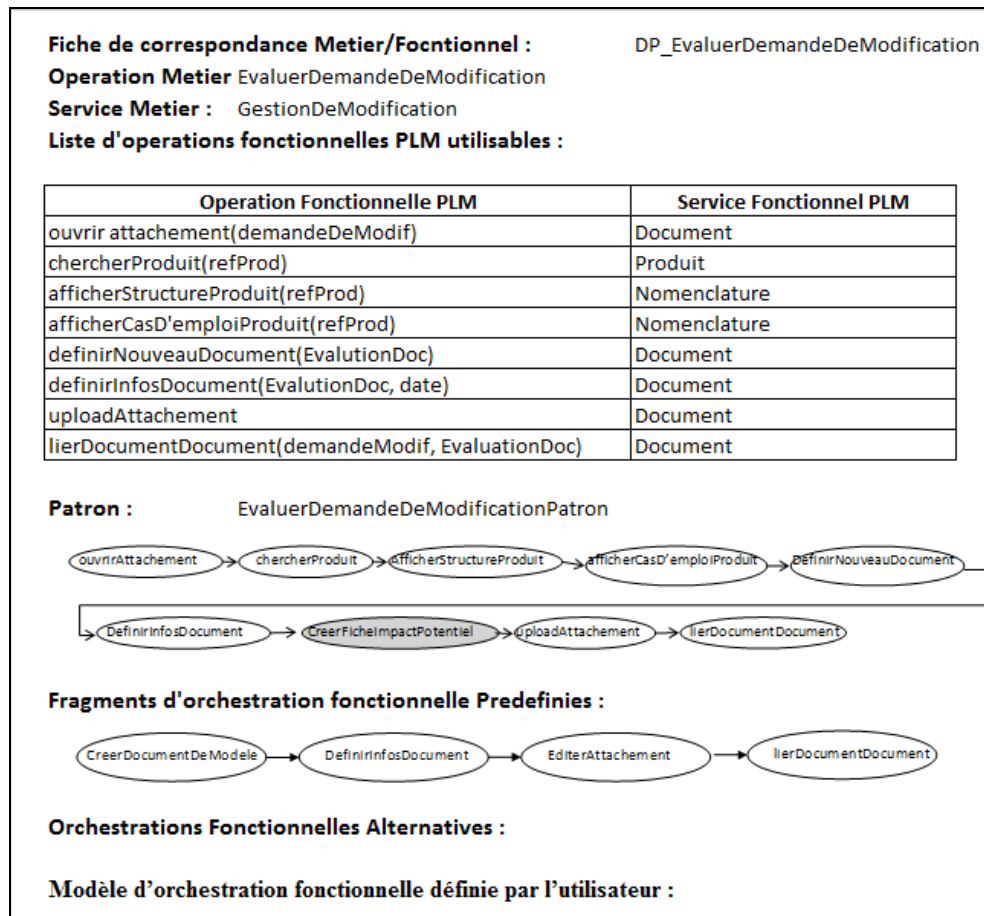 Fiche de correspondance Metier/Focntionnel : DP_EvaluerDemandeDeModification
Operation Metier EvaluerDemandeDeModification
Service Metier : GestionDeModification
Liste d'operations fonctionnelles PLM utilisables :
Operation Fonctionnelle PLM Service Fonctionnel PLM
ouvrir attachement(demandeDeModif) Document
chercherProduit(refProd) Produit
afficherStructureProduit(refProd) Nomenclature
afficherCasD'emploiProduit(refProd) Nomenclature
definirNouveauDocument(EvalutionDoc) Document
definirInfosDocument(EvalutionDoc, date) Document
uploadAttachement Document
lierDocumentDocument(demandeModif, EvaluationDoc) Document
Patron : EvaluerDemandeDeModificationPatron
ouvrirAttachement chercherProduit AfficherStructureProduit afficherCasD'emploiProduit DefinirNouveauDocument
DefinirInfosDocument CreerFicheImpactPotentiel uploadAttachement lierDocumentDocument
Fragments d'orchestration fonctionnelle Predefinies :
CreerDocumentDeModele DefinirInfosDocument EditerAttachement lierDocumentDocument
Orchestrations Fonctionnelles Alternatives :
Modèle d'orchestration fonctionnelle définie par l'utilisateur :